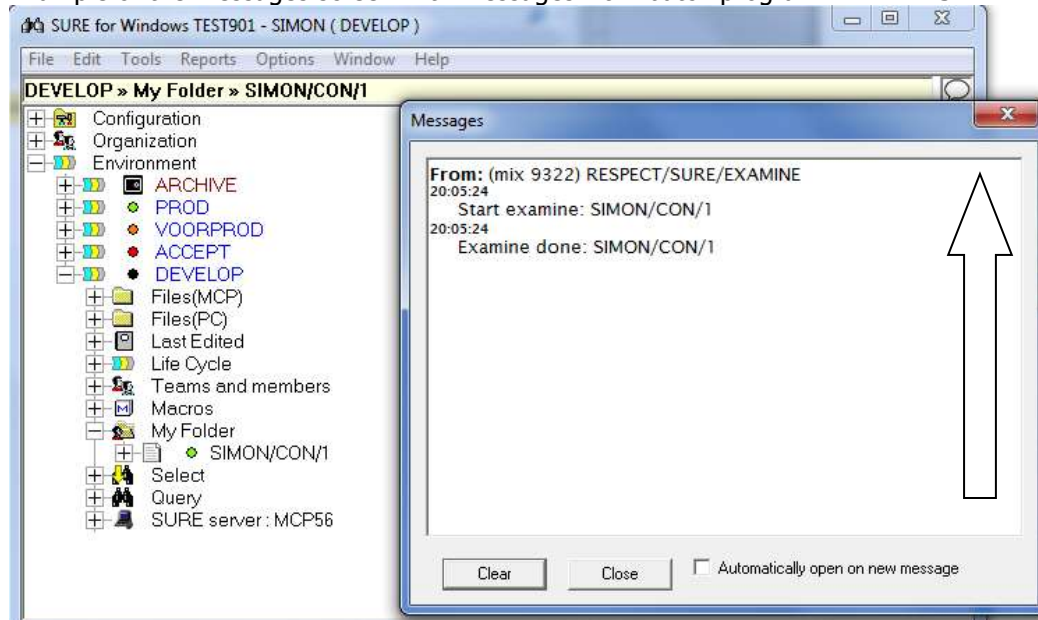 SURE for Windows TEST901 - SIMON ( DEVELOP )
File Edit Tools Reports Options Window Help
DEVELOP » My Folder » SIMON/CON/1
Configuration
Organization
Environment
ARCHIVE
PROD
VOORPROD
ACCEPT
DEVELOP
Files(MCP)
Files(PC)
Last Edited
Life Cycle
Teams and members
Macros
My Folder
SIMON/CON/1
Select
Query
SURE server : MCP56
Messages
From: (mix 9322) RESPECT/SURE/EXAMINE
20:05:24
Start examine: SIMON/CON/1
20:05:24
Examine done: SIMON/CON/1
Clear Close Automatically open on new message